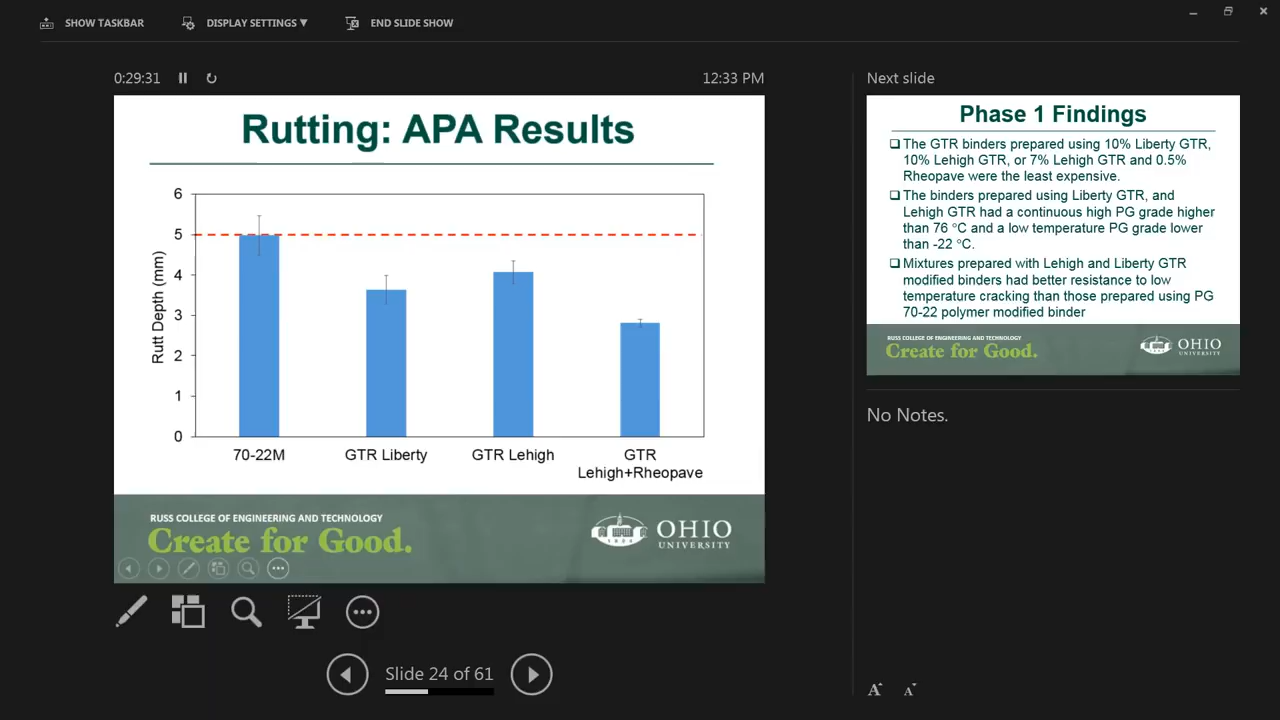 SHOW TASKBAR
DISPLAY SETTINGS ▼
END SLIDE SHOW
0:29:31
12:33 PM
Rutting: APA Results
6
5
4
3
2
1
0
Rutt Depth (mm)
70-22M
GTR Liberty
GTR Lehigh
GTR
Lehigh+Rheopave
RUSS COLLEGE OF ENGINEERING AND TECHNOLOGY
Create for Good.
1804
OHIO
UNIVERSITY
Slide 24 of 61
Next slide
Phase 1 Findings
❑ The GTR binders prepared using 10% Liberty GTR,
10% Lehigh GTR, or 7% Lehigh GTR and 0.5%
Rheopave were the least expensive.
❑ The binders prepared using Liberty GTR, and
Lehigh GTR had a continuous high PG grade higher
than 76 °C and a low temperature PG grade lower
than -22 °C.
❑ Mixtures prepared with Lehigh and Liberty GTR
modified binders had better resistance to low
temperature cracking than those prepared using PG
70-22 polymer modified binder
RUSS COLLEGE OF ENGINEERING AND TECHNOLOGY
Create for Good.
OHIO
UNIVERSITY
No Notes.
A A